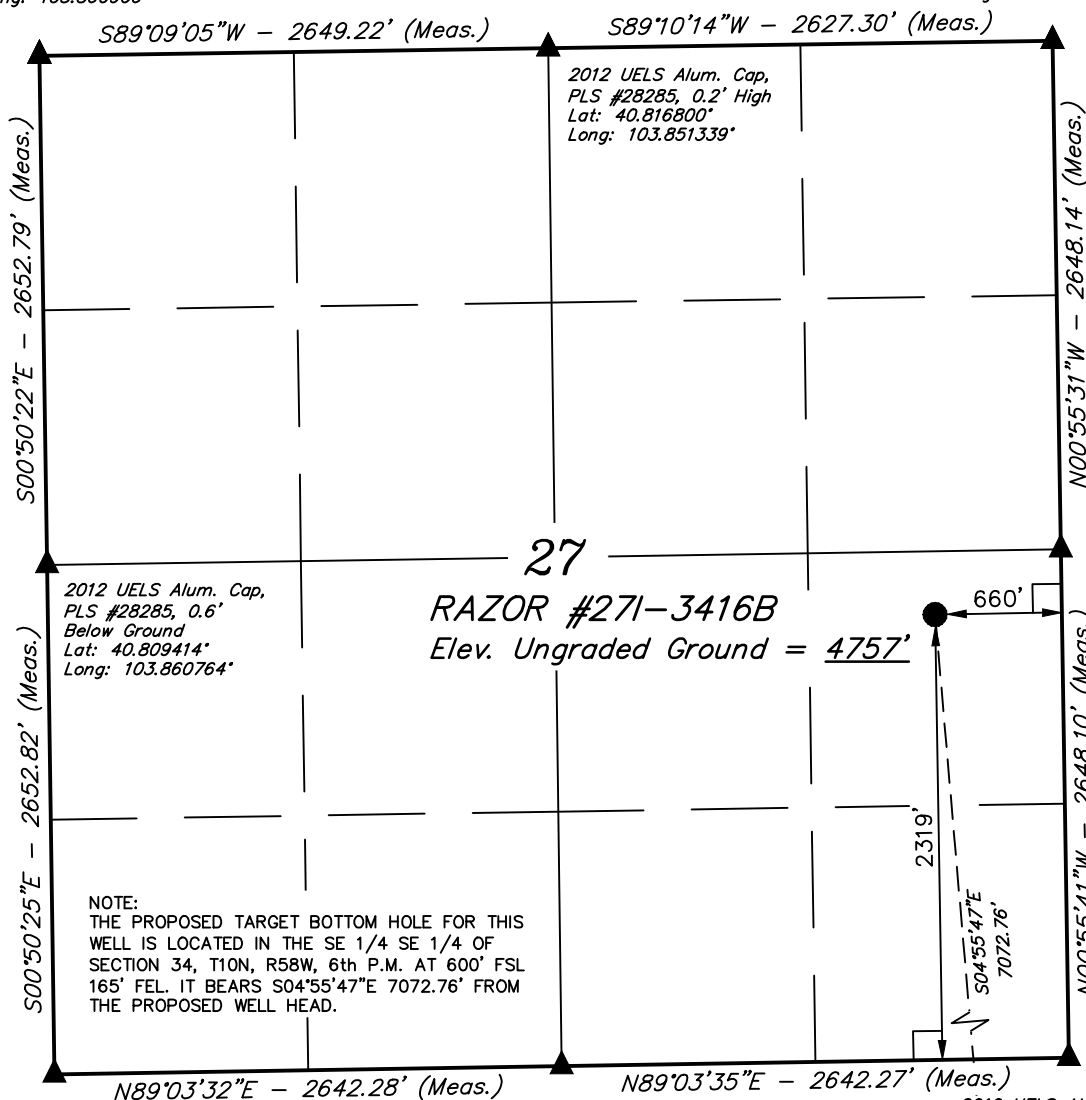 S89°09'05"W - 2649.22' (Meas.)
S89°10'14"W - 2627.30' (Meas.)
2012 UELS Alum. Cap,
PLS #28285, 0.2' High
Lat: 40.816800°
Long: 103.851339°
S00°50'22"E - 2652.79' (Meas.)
N00°55'31"W - 2648.14' (Meas.)
27
RAZOR #27I-3416B
Elev. Ungraded Ground = 4757'
660'
2012 UELS Alum. Cap,
PLS #28285, 0.6'
Below Ground
Lat: 40.809414°
Long: 103.860764°
S00°50'25"E - 2652.82' (Meas.)
N00°55'41"W - 2648.10' (Meas.)
2319'
S04°55'47"E
7072.76'
NOTE:
THE PROPOSED TARGET BOTTOM HOLE FOR THIS
WELL IS LOCATED IN THE SE 1/4 SE 1/4 OF
SECTION 34, T10N, R58W, 6th P.M. AT 600' FSL
165' FEL. IT BEARS S04°55'47"E 7072.76' FROM
THE PROPOSED WELL HEAD.
N89°03'32"E - 2642.28' (Meas.)
N89°03'35"E - 2642.27' (Meas.)